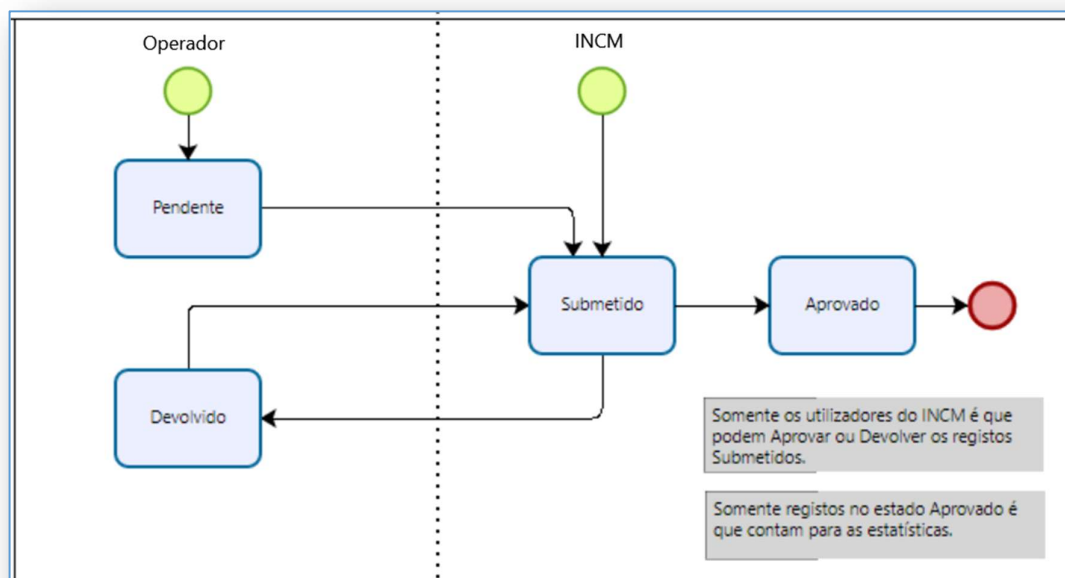 Operador
INCM
Pendente
Submetido
Aprovado
Devolvido
Somente os utilizadores do INCM é que
podem Aprovar ou Devolver os registos
Submetidos.
Somente registos no estado Aprovado é
que contam para as estatísticas.